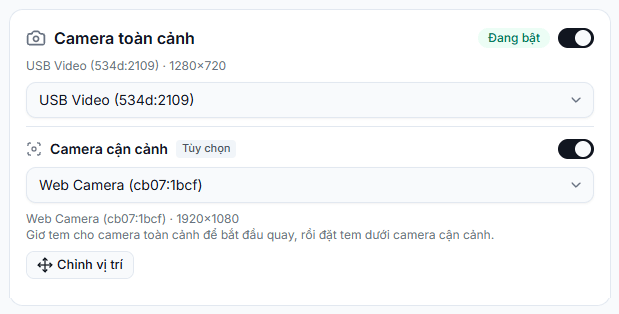 Camera toàn cảnh
Đang bật
USB Video (534d:2109) · 1280×720
USB Video (534d:2109)
Camera cận cảnh
Tùy chọn
Web Camera (cb07:1bcf)
Web Camera (cb07:1bcf) · 1920×1080
Giơ tem cho camera toàn cảnh để bắt đầu quay, rồi đặt tem dưới camera cận cảnh.
Chỉnh vị trí